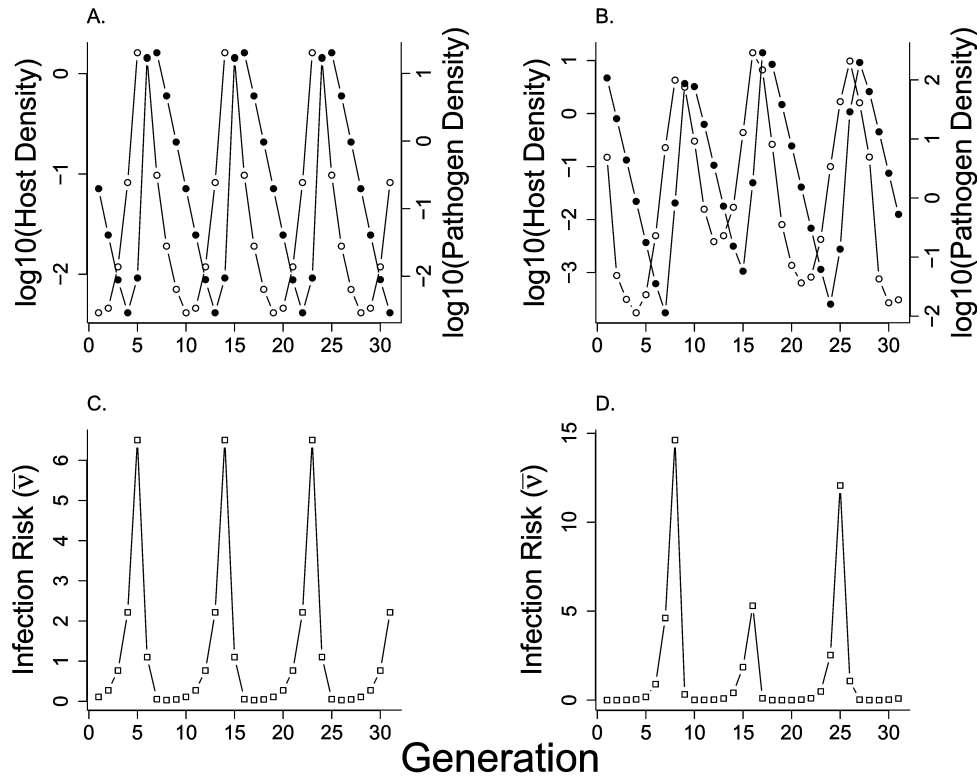 A.
log10(Host Density)
0
-1
-2
1
0
-1
-2
log10(Pathogen Density)
0 5 10 15 20 25 30
B.
log10(Host Density)
1
0
-1
-2
-3
2
1
0
-1
-2
log10(Pathogen Density)
0 5 10 15 20 25 30
C.
Infection Risk (ν̅)
6
5
4
3
2
1
0
0 5 10 15 20 25 30
D.
Infection Risk (ν̅)
15
10
5
0
0 5 10 15 20 25 30
Generation